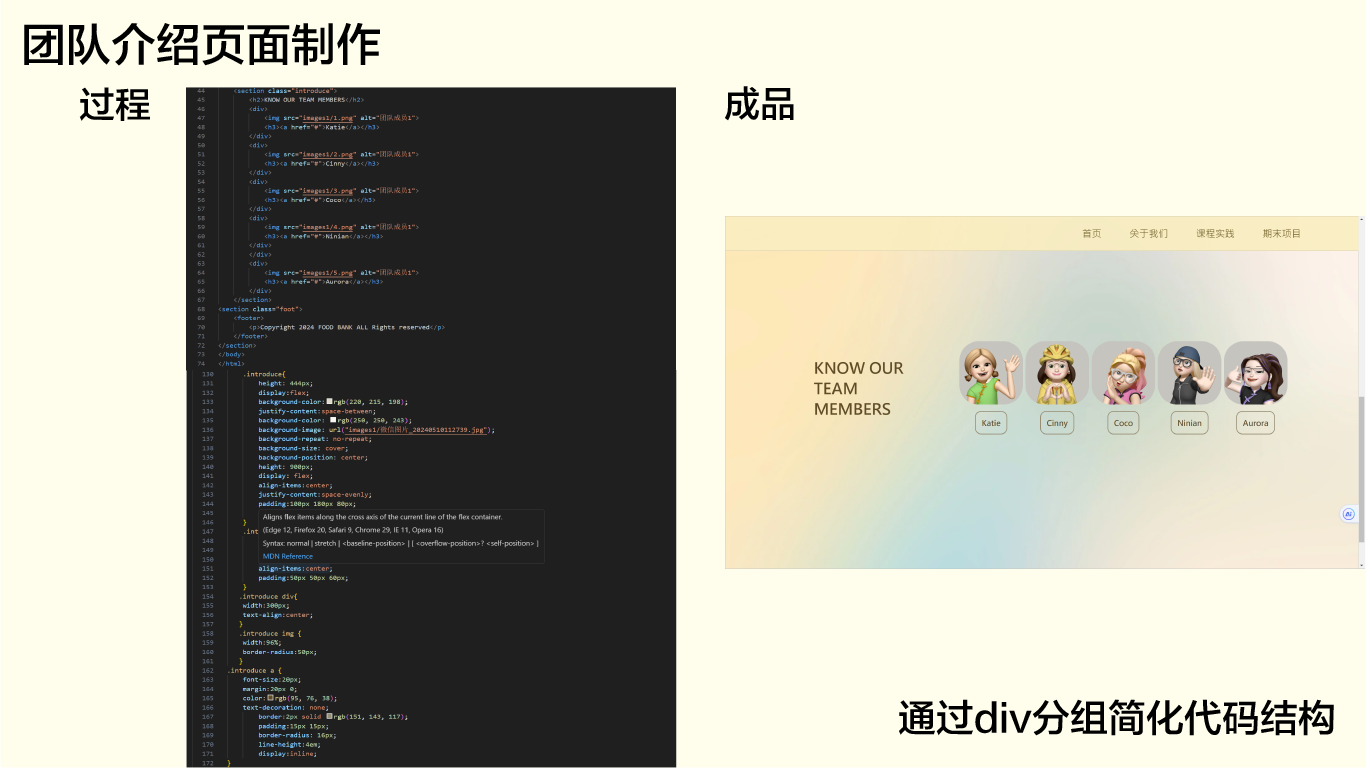 团队介绍页面制作
过程
44 <section class="introduce">
45 <h2>KNOW OUR TEAM MEMBERS</h2>
46 <div>
47 <img src="images1/1.png" alt="团队成员1">
48 <h3><a href="#">Katie</a></h3>
49 </div>
50 <div>
51 <img src="images1/2.png" alt="团队成员1">
52 <h3><a href="#">Cinny</a></h3>
53 </div>
54 <div>
55 <img src="images1/3.png" alt="团队成员1">
56 <h3><a href="#">Coco</a></h3>
57 </div>
58 <div>
59 <img src="images1/4.png" alt="团队成员1">
60 <h3><a href="#">Ninian</a></h3>
61 </div>
62 </div>
63 <div>
64 <img src="images1/5.png" alt="团队成员1">
65 <h3><a href="#">Aurora</a></h3>
66 </div>
67 </section>
68 <section class="foot">
69 <footer>
70 <p>Copyright 2024 FOOD BANK ALL Rights reserved</p>
71 </footer>
72 </section>
73 </body>
74 </html>
130 .introduce{
131 height: 444px;
132 display:flex;
133 background-color: rgb(220, 215, 198);
134 justify-content:space-between;
135 background-color: rgb(250, 250, 243);
136 background-image: url("images1/微信图片_20240510112739.jpg");
137 background-repeat: no-repeat;
138 background-size: cover;
139 background-position: center;
140 height: 900px;
141 display: flex;
142 align-items:center;
143 justify-content:space-evenly;
144 padding:100px 180px 80px;
145
146 }
147 .int
148
149
150
Aligns flex items along the cross axis of the current line of the flex container.
(Edge 12, Firefox 20, Safari 9, Chrome 29, IE 11, Opera 16)
Syntax: normal | stretch | <baseline-position> | [ <overflow-position>? <self-position> ]
MDN Reference
151 align-items:center;
152 padding:50px 50px 60px;
153 }
154 .introduce div{
155 width:300px;
156 text-align:center;
157 }
158 .introduce img {
159 width:96%;
160 border-radius:50px;
161 }
162 .introduce a {
163 font-size:20px;
164 margin:20px 0;
165 color: rgb(95, 76, 38);
166 text-decoration: none;
167 border:2px solid rgb(151, 143, 117);
168 padding:15px 15px;
169 border-radius: 16px;
170 line-height:4em;
171 display:inline;
172 }
成品
首页 关于我们 课程实践 期末项目
KNOW OUR
TEAM
MEMBERS
Katie Cinny Coco Ninian Aurora
通过div分组简化代码结构